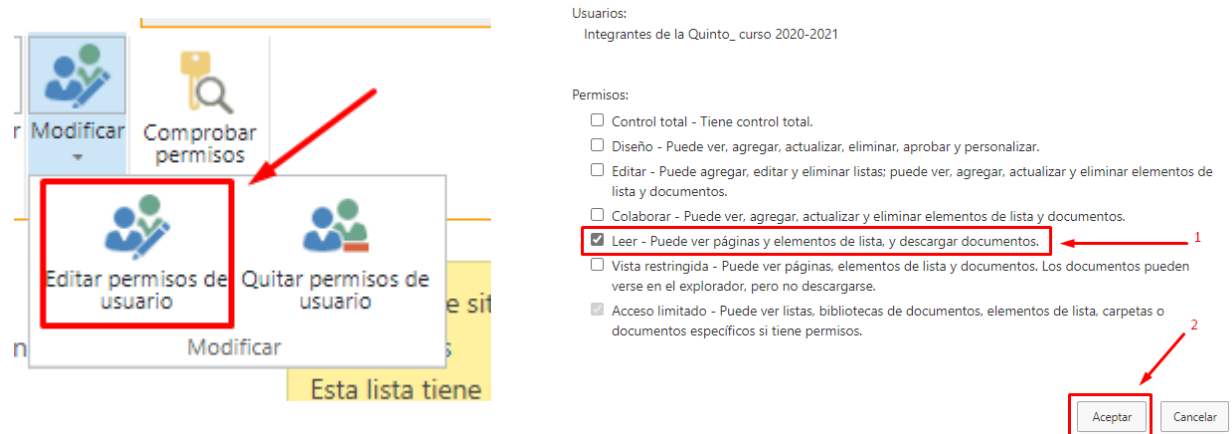 r Modificar
Comprobar
permisos
Editar permisos de
usuario
Quitar permisos de
usuario
e sit
n
Modificar
s
Esta lista tiene
Usuarios:
Integrantes de la Quinto_ curso 2020-2021
Permisos:
Control total - Tiene control total.
Diseño - Puede ver, agregar, actualizar, eliminar, aprobar y personalizar.
Editar - Puede agregar, editar y eliminar listas; puede ver, agregar, actualizar y eliminar elementos de
lista y documentos.
Colaborar - Puede ver, agregar, actualizar y eliminar elementos de lista y documentos.
Leer - Puede ver páginas y elementos de lista, y descargar documentos.
1
Vista restringida - Puede ver páginas, elementos de lista y documentos. Los documentos pueden
verse en el explorador, pero no descargarse.
Acceso limitado - Puede ver listas, bibliotecas de documentos, elementos de lista, carpetas o
documentos específicos si tiene permisos.
2
Aceptar
Cancelar